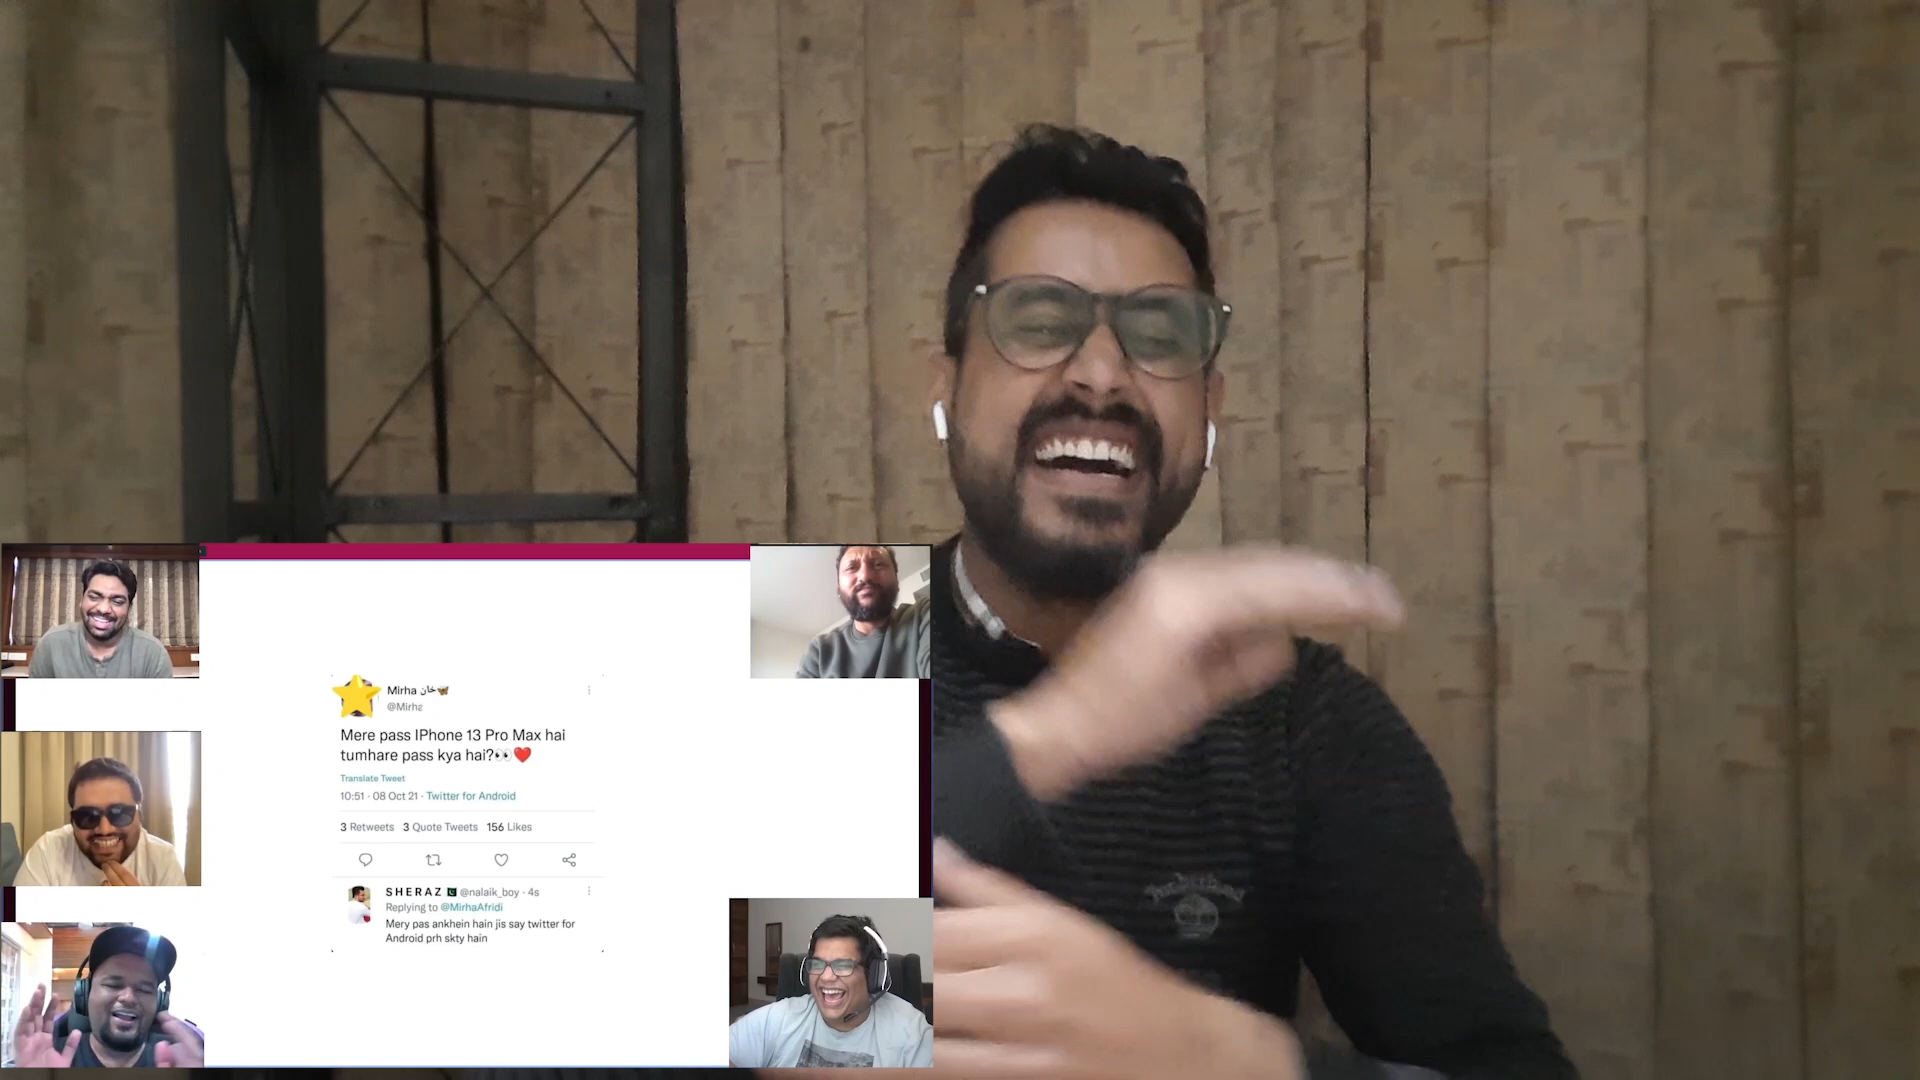 Mirha خان🦋
@Mirha
Mere pass IPhone 13 Pro Max hai
tumhare pass kya hai?👀❤️
Translate Tweet
10:51 · 08 Oct 21 · Twitter for Android
3 Retweets 3 Quote Tweets 156 Likes
S H E R A Z 🇵🇰 @nalaik_boy · 4s
Replying to @MirhaAfridi
Mery pas ankhein hain jis say twitter for
Android prh skty hain
Timberland